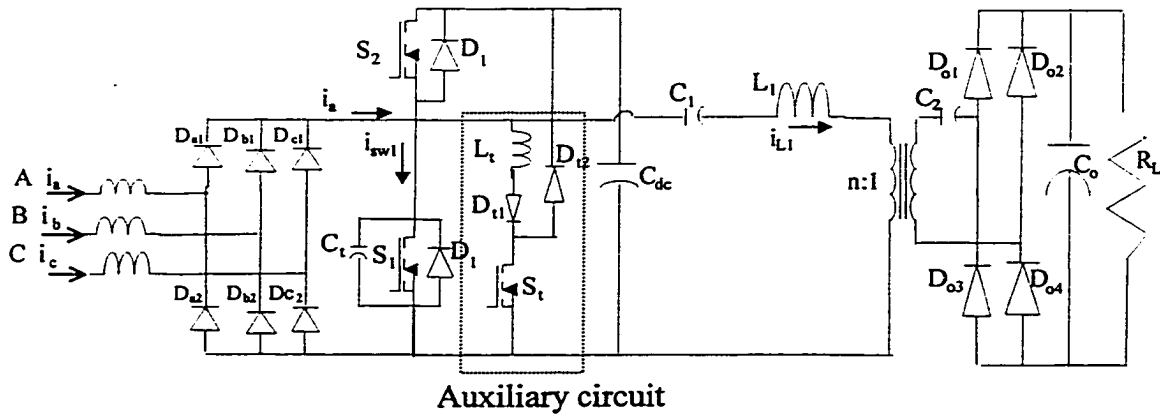 S2
D1
ia
isw1
C1
L1
iL1
Do1
Do2
C2
Da1
Db1
Dc1
Lt
Dt2
Cdc
n:1
Co
RL
A
ia
B
ib
C
ic
Dt1
Ct
S1
D1
St
Da2
Db2
Dc2
Do3
Do4
Auxiliary circuit